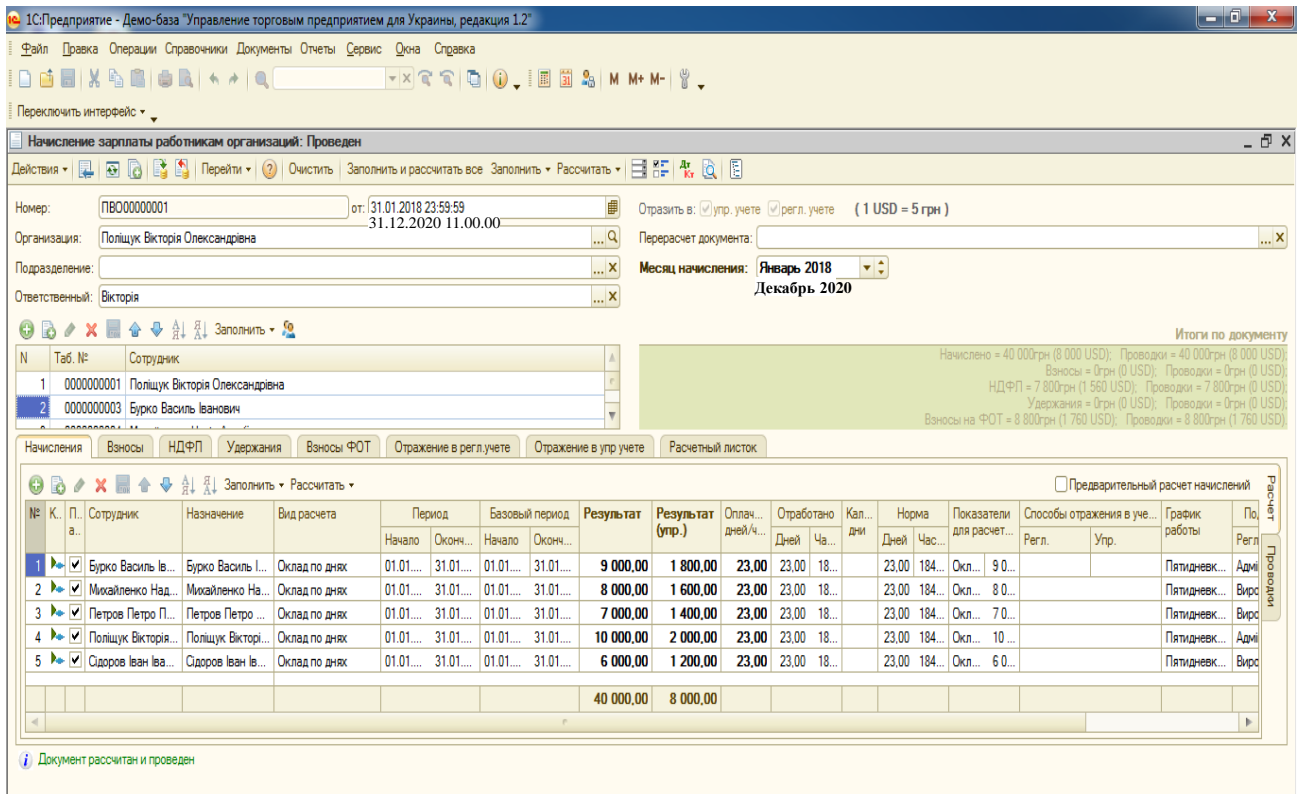 1С:Предприятие - Демо-база "Управление торговым предприятием для Украины, редакция 1.2"
Файл Правка Операции Справочники Документы Отчеты Сервис Окна Справка
M M+ M-
Переключить интерфейс
Начисление зарплаты работникам организаций: Проведен
Действия Перейти Очистить Заполнить и рассчитать все Заполнить Рассчитать
Номер: ПВО00000001 от: 31.01.2018 23:59:59 Отразить в: упр. учете регл. учете ( 1 USD = 5 грн )
31.12.2020 11.00.00
Организация: Поліщук Вікторія Олександрівна Перерасчет документа:
Подразделение: Месяц начисления: Январь 2018
Декабрь 2020
Ответственный: Вікторія
Заполнить
Итоги по документу
N Таб. № Сотрудник
1 0000000001 Поліщук Вікторія Олександрівна
2 0000000003 Бурко Василь Іванович
Начислено = 40 000грн (8 000 USD); Проводки = 40 000грн (8 000 USD);
Взносы = 0грн (0 USD); Проводки = 0грн (0 USD);
НДФЛ = 7 800грн (1 560 USD); Проводки = 7 800грн (1 560 USD);
Удержания = 0грн (0 USD); Проводки = 0грн (0 USD);
Взносы на ФОТ = 8 800грн (1 760 USD); Проводки = 8 800грн (1 760 USD).
Начисления Взносы НДФЛ Удержания Взносы ФОТ Отражение в регл.учете Отражение в упр учете Расчетный листок
Заполнить Рассчитать Предварительный расчет начислений
Расчет
Проводки
№ К.. П.. Сотрудник Назначение Вид расчета Период Базовый период Результат Результат Оплач... Отработано Кал... Норма Показатели Способы отражения в уче... График По,
а.. (упр.) дней/ч... дни для расчет... работы
Начало Оконч... Начало Оконч... Дней Ча... Дней Час... Регл. Упр. Регл
1 Бурко Василь Ів... Бурко Василь І... Оклад по днях 01.01.... 31.01.... 01.01.... 31.01.... 9 000,00 1 800,00 23,00 23,00 18... 23,00 184... Окл... 9 0... Пятидневк... Адмі
2 Михайленко Над... Михайленко На... Оклад по днях 01.01.... 31.01.... 01.01.... 31.01.... 8 000,00 1 600,00 23,00 23,00 18... 23,00 184... Окл... 8 0... Пятидневк... Виро
3 Петров Петро П... Петров Петро ... Оклад по днях 01.01.... 31.01.... 01.01.... 31.01.... 7 000,00 1 400,00 23,00 23,00 18... 23,00 184... Окл... 7 0... Пятидневк... Виро
4 Поліщук Вікторія... Поліщук Вікторі... Оклад по днях 01.01.... 31.01.... 01.01.... 31.01.... 10 000,00 2 000,00 23,00 23,00 18... 23,00 184... Окл... 10 ... Пятидневк... Адмі
5 Сідоров Іван Іва... Сідоров Іван Ів... Оклад по днях 01.01.... 31.01.... 01.01.... 31.01.... 6 000,00 1 200,00 23,00 23,00 18... 23,00 184... Окл... 6 0... Пятидневк... Виро
40 000,00 8 000,00
Документ рассчитан и проведен